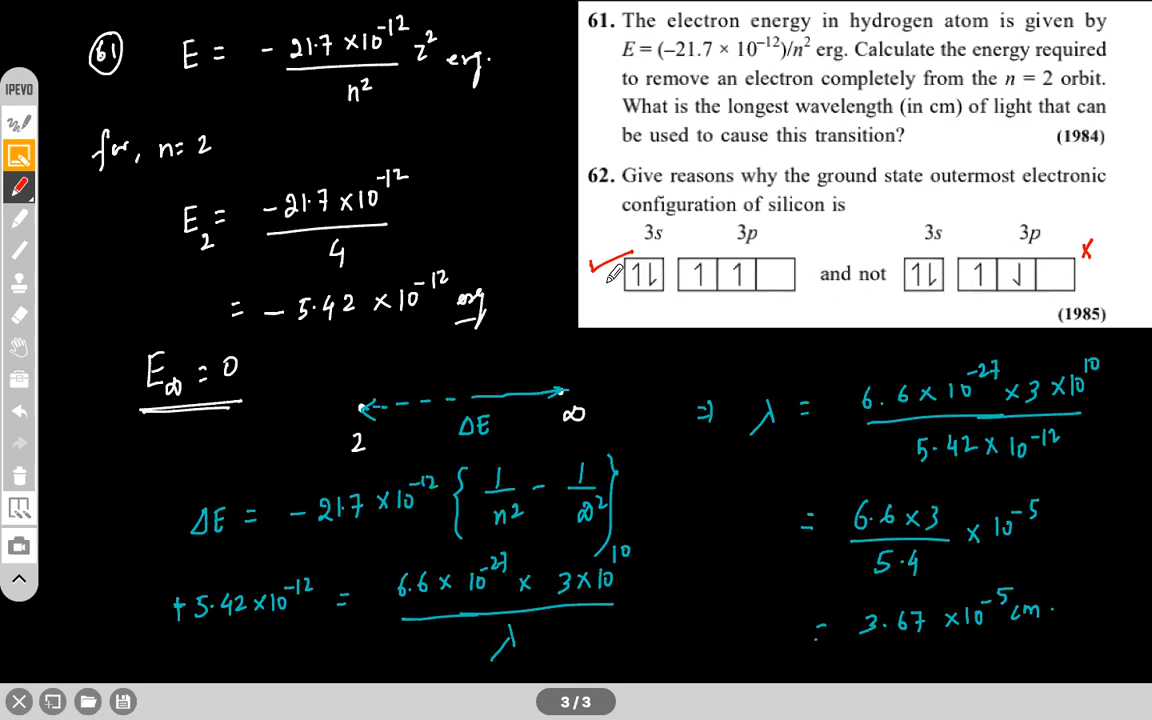 IPEVO
61 E = - 21.7 × 10⁻¹² / n² z² erg.
for, n = 2
E₂ = - 21.7 × 10⁻¹² / 4
= - 5.42 × 10⁻¹² erg
E∞ = 0
2 ΔE ∞
ΔE = - 21.7 × 10⁻¹² { 1/n² - 1/∞² }
+ 5.42 × 10⁻¹² = 6.6 × 10⁻²⁷ × 3 × 10¹⁰ / λ
61. The electron energy in hydrogen atom is given by
E = (–21.7 × 10⁻¹²)/n² erg. Calculate the energy required
to remove an electron completely from the n = 2 orbit.
What is the longest wavelength (in cm) of light that can
be used to cause this transition? (1984)
62. Give reasons why the ground state outermost electronic
configuration of silicon is
3s 3p 3s 3p
✓ 1⇂ 1 1 and not 1⇂ 1 ⇃ ×
(1985)
⇒ λ = 6.6 × 10⁻²⁷ × 3 × 10¹⁰ / 5.42 × 10⁻¹²
= 6.6 × 3 / 5.4 × 10⁻⁵
= 3.67 × 10⁻⁵ cm.
3/3